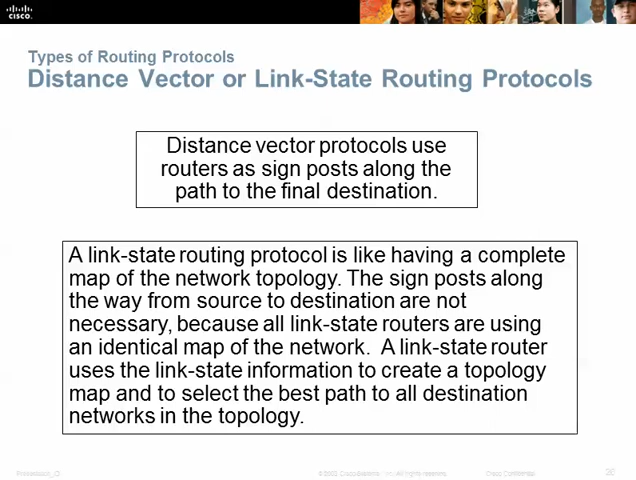 CISCO.
Types of Routing Protocols
Distance Vector or Link-State Routing Protocols
Distance vector protocols use
routers as sign posts along the
path to the final destination.
A link-state routing protocol is like having a complete
map of the network topology. The sign posts along
the way from source to destination are not
necessary, because all link-state routers are using
an identical map of the network.  A link-state router
uses the link-state information to create a topology
map and to select the best path to all destination
networks in the topology.
Presentation_ID
Cisco Confidential